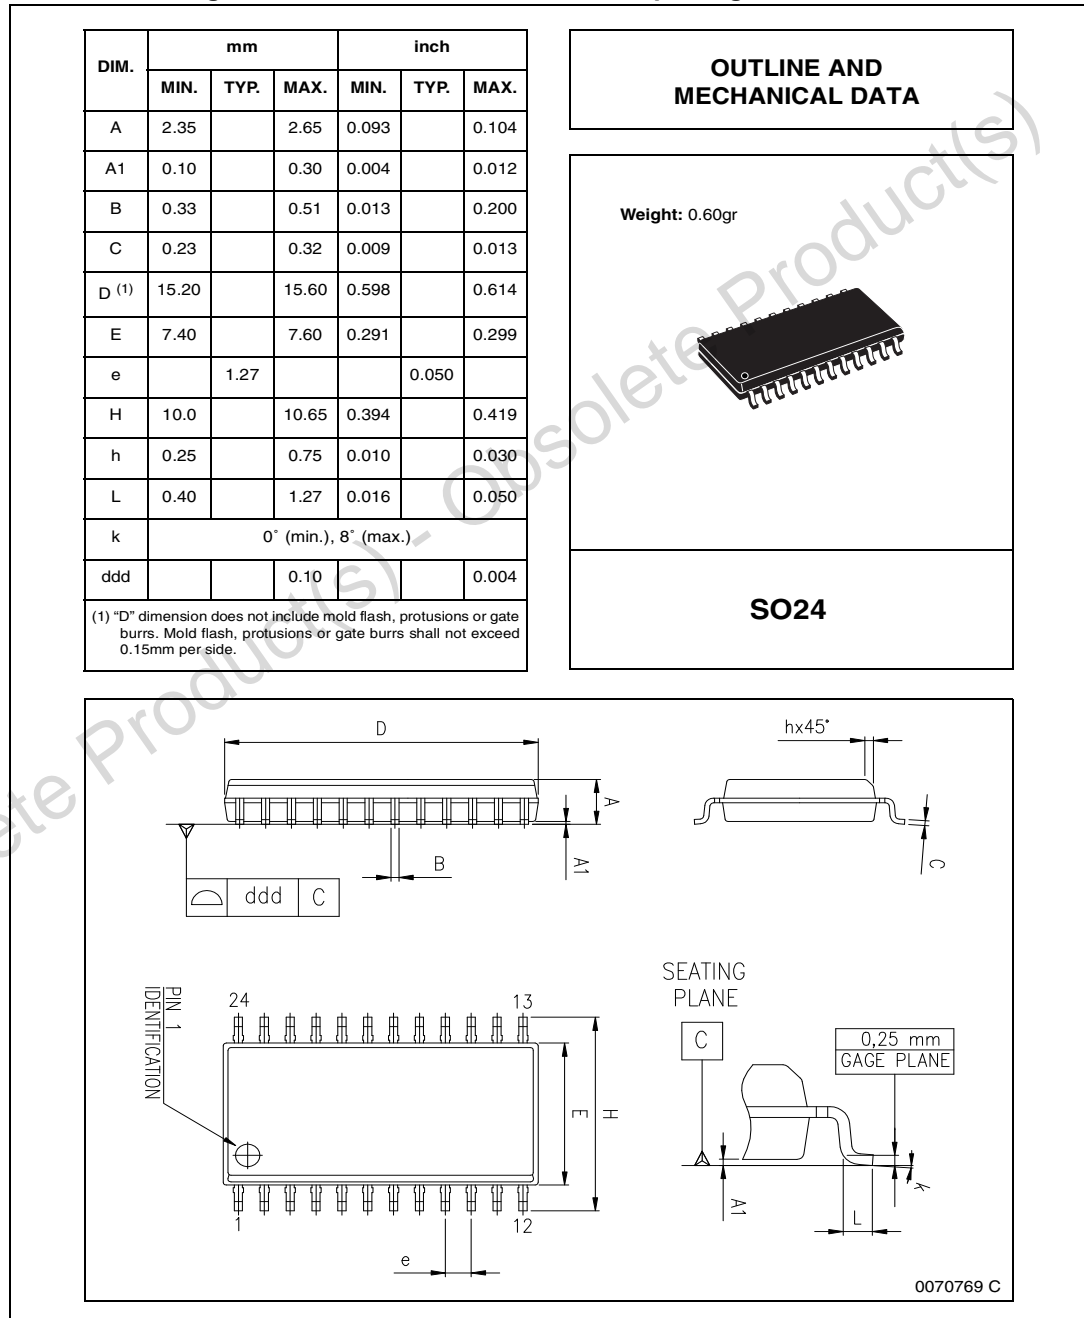 DIM. mm inch
MIN. TYP. MAX. MIN. TYP. MAX.
A 2.35 2.65 0.093 0.104
A1 0.10 0.30 0.004 0.012
B 0.33 0.51 0.013 0.200
C 0.23 0.32 0.009 0.013
D (1) 15.20 15.60 0.598 0.614
E 7.40 7.60 0.291 0.299
e 1.27 0.050
H 10.0 10.65 0.394 0.419
h 0.25 0.75 0.010 0.030
L 0.40 1.27 0.016 0.050
k 0˚ (min.), 8˚ (max.)
ddd 0.10 0.004
(1) “D” dimension does not include mold flash, protusions or gate
burrs. Mold flash, protusions or gate burrs shall not exceed
0.15mm per side.
OUTLINE AND
MECHANICAL DATA
Weight: 0.60gr
SO24
D
hx45°
A
A1
B
C
ddd C
PIN 1
IDENTIFICATION
24
13
E
H
1
12
e
SEATING
PLANE
C
0,25 mm
GAGE PLANE
A1
L
k
0070769 C
Obsolete Product(s)
ete Product(s) -